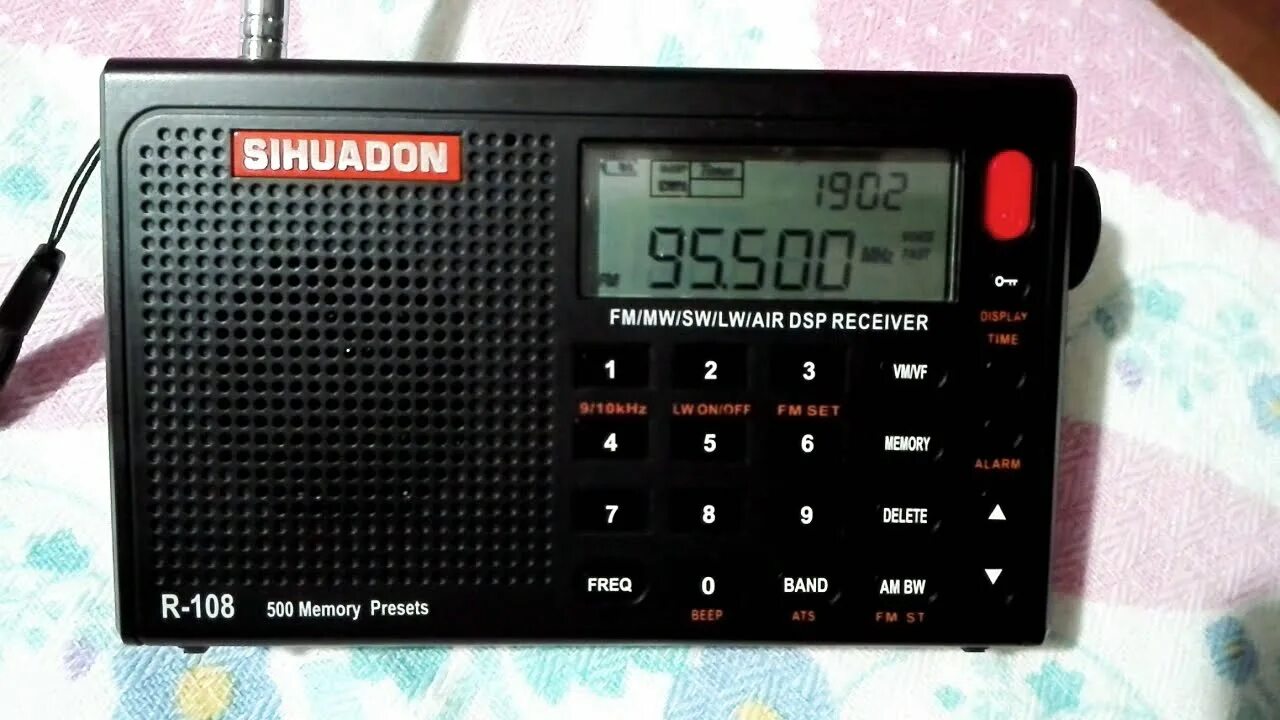 SIHUADON
Timer
1902
95.500 MHz
FM
FM/MW/SW/LW/AIR DSP RECEIVER
DISPLAY
TIME
1 2 3 VM/VF
9/10kHz LW ON/OFF FM SET
4 5 6 MEMORY
ALARM
7 8 9 DELETE
FREQ 0 BAND AM BW
BEEP ATS FM ST
R-108 500 Memory Presets